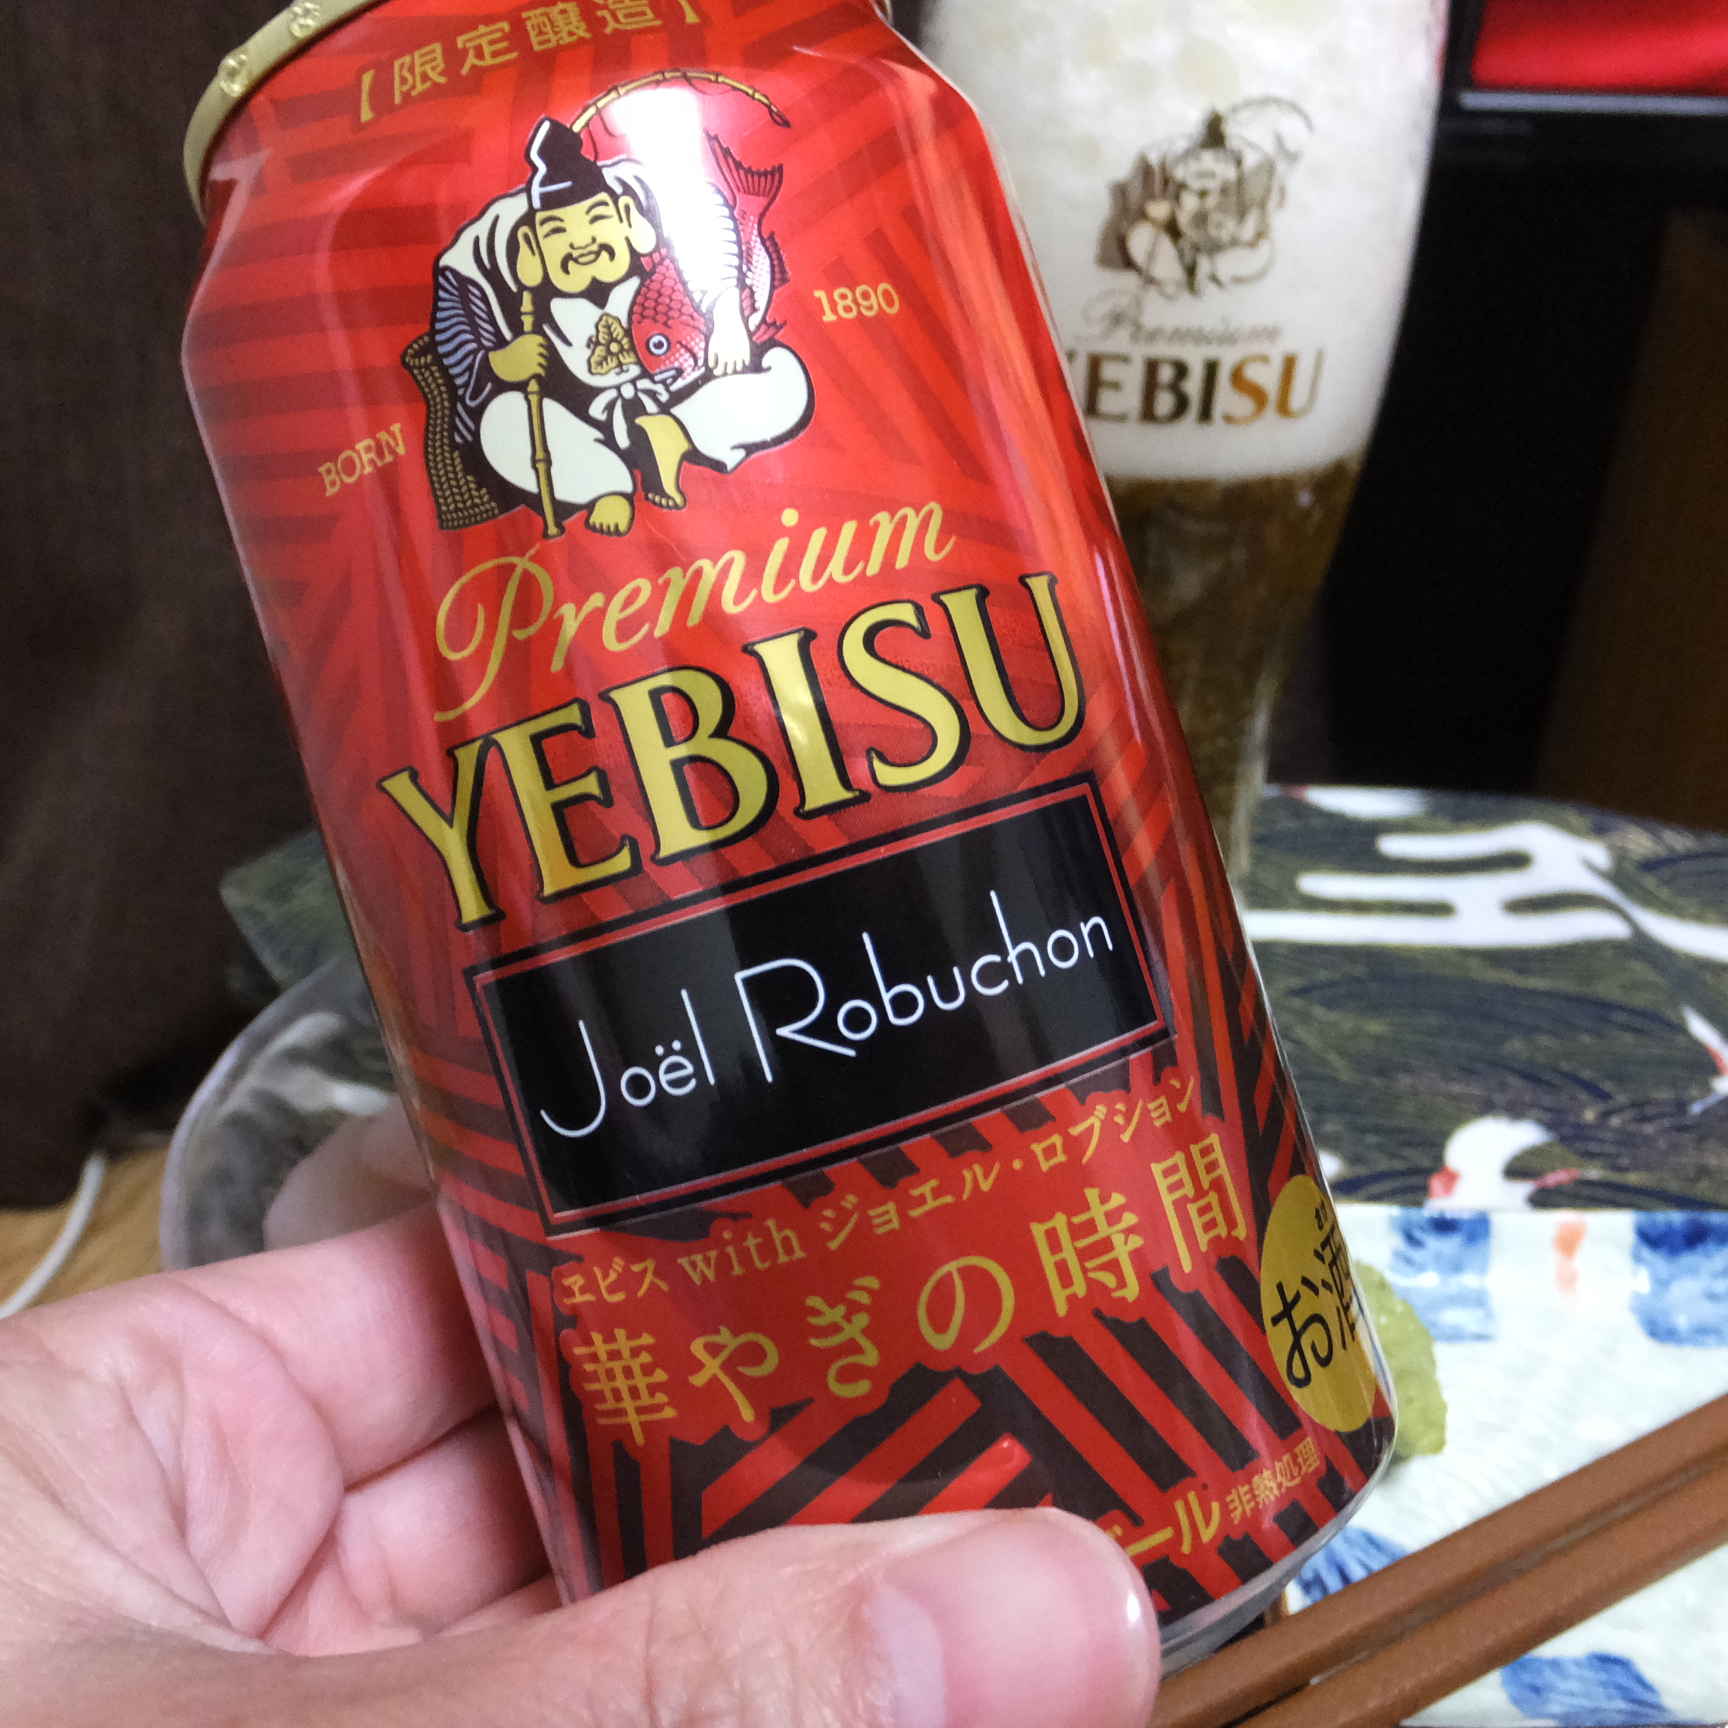 【限定醸造】
BORN
1890
Premium
YEBISU
Joël Robuchon
ヱビス with ジョエル・ロブション
華やぎの時間
お酒
ール 非熱処理
Premium
YEBISU